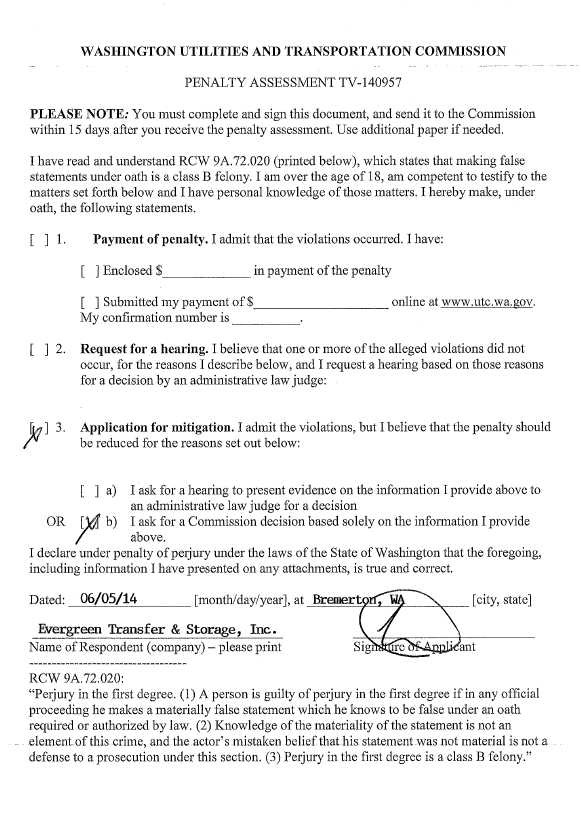 WASHINGTON UTILITIES AND TRANSPORTATION COMMISSION
PENALTY ASSESSMENT TV-140957
PLEASE NOTE: You must complete and sign this document, and send it to the Commission
within 15 days after you receive the penalty assessment. Use additional paper if needed.
I have read and understand RCW 9A.72.020 (printed below), which states that making false
statements under oath is a class B felony. I am over the age of 18, am competent to testify to the
matters set forth below and I have personal knowledge of those matters. I hereby make, under
oath, the following statements.
[ ] 1. Payment of penalty. I admit that the violations occurred. I have:
[ ] Enclosed $____________ in payment of the penalty
[ ] Submitted my payment of $__________________ online at www.utc.wa.gov.
My confirmation number is _________.
[ ] 2. Request for a hearing. I believe that one or more of the alleged violations did not
occur, for the reasons I describe below, and I request a hearing based on those reasons
for a decision by an administrative law judge:
[✓] 3. Application for mitigation. I admit the violations, but I believe that the penalty should
be reduced for the reasons set out below:
[ ] a) I ask for a hearing to present evidence on the information I provide above to
an administrative law judge for a decision
OR [✓] b) I ask for a Commission decision based solely on the information I provide
above.
I declare under penalty of perjury under the laws of the State of Washington that the foregoing,
including information I have presented on any attachments, is true and correct.
Dated: 06/05/14 [month/day/year], at Bremerton, WA [city, state]
Evergreen Transfer & Storage, Inc.
Name of Respondent (company) – please print Signature of Applicant
-----------------------------------
RCW 9A.72.020:
“Perjury in the first degree. (1) A person is guilty of perjury in the first degree if in any official
proceeding he makes a materially false statement which he knows to be false under an oath
required or authorized by law. (2) Knowledge of the materiality of the statement is not an
element of this crime, and the actor’s mistaken belief that his statement was not material is not a
defense to a prosecution under this section. (3) Perjury in the first degree is a class B felony.”